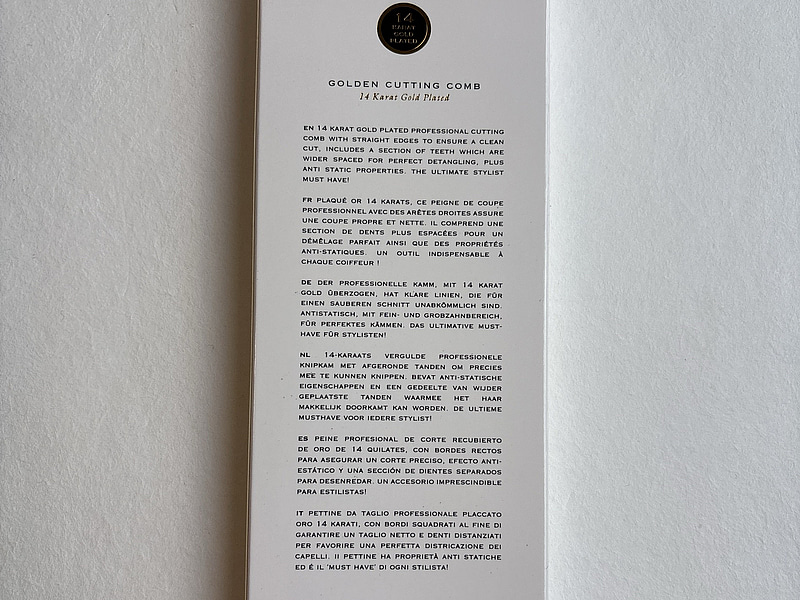 14
KARAT
GOLD
PLATED
GOLDEN CUTTING COMB
14 Karat Gold Plated
EN 14 KARAT GOLD PLATED PROFESSIONAL CUTTING
COMB WITH STRAIGHT EDGES TO ENSURE A CLEAN
CUT, INCLUDES A SECTION OF TEETH WHICH ARE
WIDER SPACED FOR PERFECT DETANGLING, PLUS
ANTI STATIC PROPERTIES. THE ULTIMATE STYLIST
MUST HAVE!
FR PLAQUÉ OR 14 KARATS, CE PEIGNE DE COUPE
PROFESSIONNEL AVEC DES ARÊTES DROITES ASSURE
UNE COUPE PROPRE ET NETTE. IL COMPREND UNE
SECTION DE DENTS PLUS ESPACÉES POUR UN
DÉMÊLAGE PARFAIT AINSI QUE DES PROPRIÉTÉS
ANTI-STATIQUES. UN OUTIL INDISPENSABLE À
CHAQUE COIFFEUR !
DE DER PROFESSIONELLE KAMM, MIT 14 KARAT
GOLD ÜBERZOGEN, HAT KLARE LINIEN, DIE FÜR
EINEN SAUBEREN SCHNITT UNABKÖMMLICH SIND.
ANTISTATISCH, MIT FEIN- UND GROBZAHNBEREICH,
FÜR PERFEKTES KÄMMEN. DAS ULTIMATIVE MUST-
HAVE FÜR STYLISTEN!
NL 14-KARAATS VERGULDE PROFESSIONELE
KNIPKAM MET AFGERONDE TANDEN OM PRECIES
MEE TE KUNNEN KNIPPEN. BEVAT ANTI-STATISCHE
EIGENSCHAPPEN EN EEN GEDEELTE VAN WIJDER
GEPLAATSTE TANDEN WAARMEE HET HAAR
MAKKELIJK DOORKAMT KAN WORDEN. DE ULTIEME
MUSTHAVE VOOR IEDERE STYLIST!
ES PEINE PROFESIONAL DE CORTE RECUBIERTO
DE ORO DE 14 QUILATES, CON BORDES RECTOS
PARA ASEGURAR UN CORTE PRECISO, EFECTO ANTI-
ESTÁTICO Y UNA SECCIÓN DE DIENTES SEPARADOS
PARA DESENREDAR. UN ACCESORIO IMPRESCINDIBLE
PARA ESTILISTAS!
IT PETTINE DA TAGLIO PROFESSIONALE PLACCATO
ORO 14 KARATI, CON BORDI SQUADRATI AL FINE DI
GARANTIRE UN TAGLIO NETTO E DENTI DISTANZIATI
PER FAVORIRE UNA PERFETTA DISTRICAZIONE DEI
CAPELLI. Il PETTINE HA PROPRIETÀ ANTI STATICHE
ED È IL 'MUST HAVE' DI OGNI STILISTA!